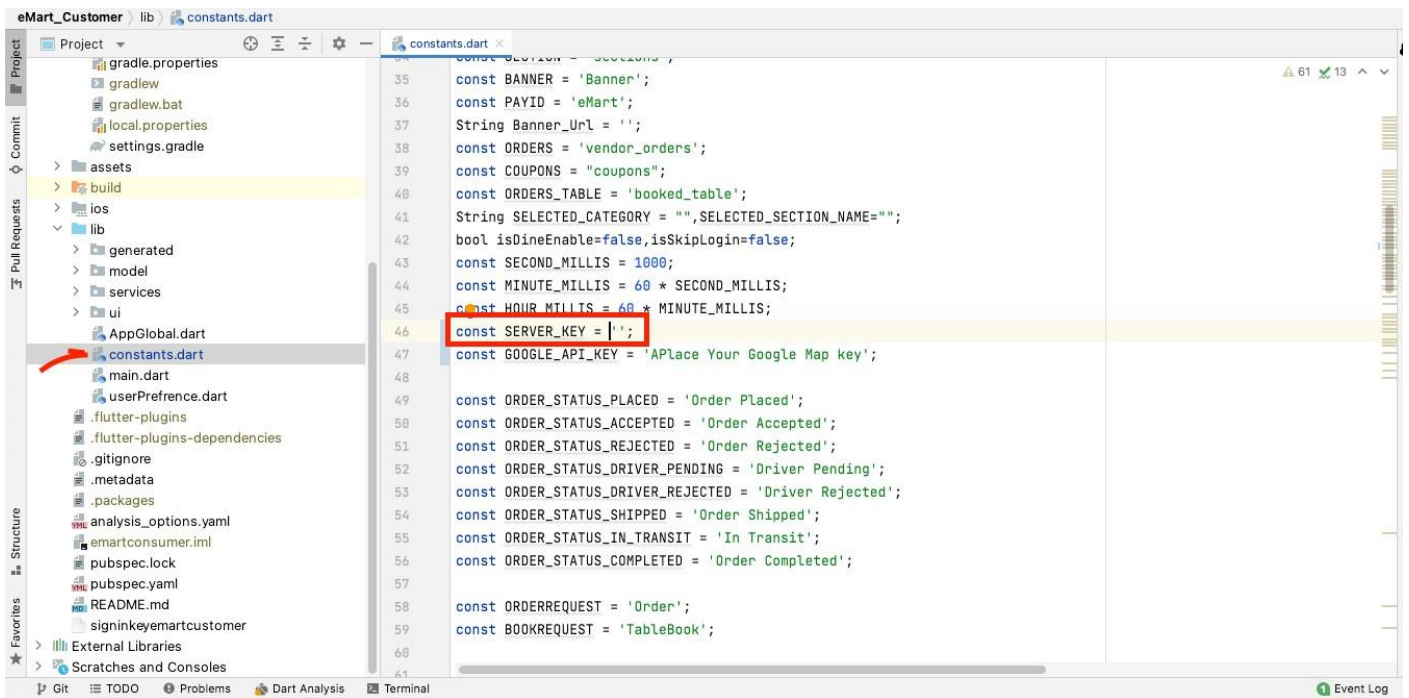 eMart_Customer lib constants.dart
Project
Commit
Pull Requests
Structure
Favorites
Project
gradle.properties
gradlew
gradlew.bat
local.properties
settings.gradle
assets
build
ios
lib
generated
model
services
ui
AppGlobal.dart
constants.dart
main.dart
userPrefrence.dart
.flutter-plugins
.flutter-plugins-dependencies
.gitignore
.metadata
.packages
analysis_options.yaml
emartconsumer.iml
pubspec.lock
pubspec.yaml
README.md
signinkeyemartcustomer
External Libraries
Scratches and Consoles
constants.dart
61 13
35 const BANNER = 'Banner';
36 const PAYID = 'eMart';
37 String Banner_Url = '';
38 const ORDERS = 'vendor_orders';
39 const COUPONS = "coupons";
40 const ORDERS_TABLE = 'booked_table';
41 String SELECTED_CATEGORY = "",SELECTED_SECTION_NAME="";
42 bool isDineEnable=false,isSkipLogin=false;
43 const SECOND_MILLIS = 1000;
44 const MINUTE_MILLIS = 60 * SECOND_MILLIS;
45 const HOUR_MILLIS = 60 * MINUTE_MILLIS;
46 const SERVER_KEY = '';
47 const GOOGLE_API_KEY = 'APlace Your Google Map key';
48
49 const ORDER_STATUS_PLACED = 'Order Placed';
50 const ORDER_STATUS_ACCEPTED = 'Order Accepted';
51 const ORDER_STATUS_REJECTED = 'Order Rejected';
52 const ORDER_STATUS_DRIVER_PENDING = 'Driver Pending';
53 const ORDER_STATUS_DRIVER_REJECTED = 'Driver Rejected';
54 const ORDER_STATUS_SHIPPED = 'Order Shipped';
55 const ORDER_STATUS_IN_TRANSIT = 'In Transit';
56 const ORDER_STATUS_COMPLETED = 'Order Completed';
57
58 const ORDERREQUEST = 'Order';
59 const BOOKREQUEST = 'TableBook';
60
Git TODO Problems Dart Analysis Terminal Event Log